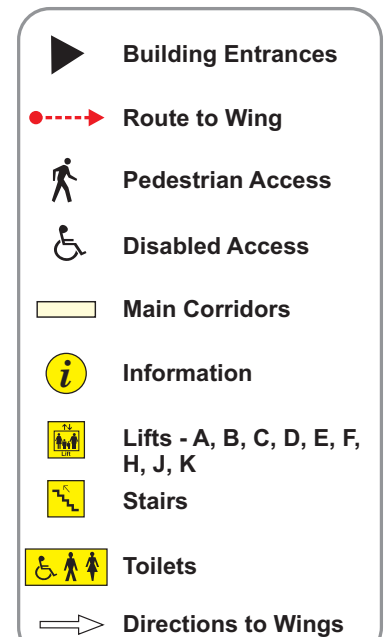 Building Entrances
Route to Wing
Pedestrian Access
Disabled Access
Main Corridors
i
Information
Lift
Lifts - A, B, C, D, E, F,
H, J, K
Stairs
Toilets
Directions to Wings